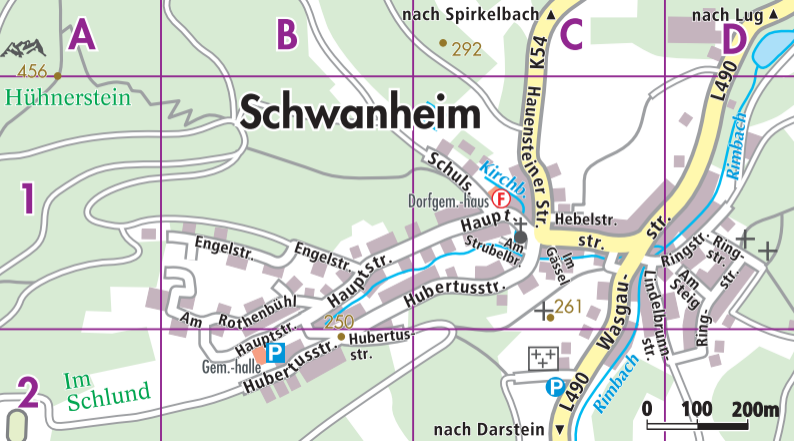 nach Spirkelbach
nach Lug
A
B
C
D
292
K54
L490
456
Hühnerstein
Schwanheim
Hauensteiner Str.
Rimbach
1
Schuls
Kirchb.
Dorfgem.-haus
F
Haupt-
str.
Hebelstr.
Am
Strubelbr.
Im
Gässel
Engelstr.
Engelstr.
Hauptstr.
Hubertusstr.
Wasgau-
str.
Ringstr.
Ring-
str.
Am
Steig
Ring-
str.
Lindelbrunn-
str.
Am
Rothenbühl
Hauptstr.
250
261
Hubertus-
str.
Gem.-halle
P
Hubertusstr.
2
Im
Schlund
P
L490
Rimbach
nach Darstein
0 100 200m